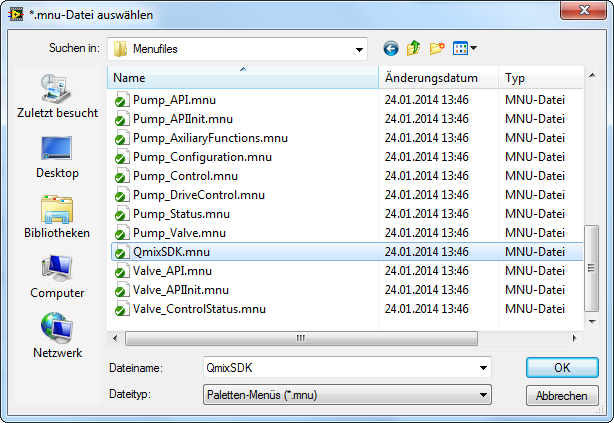 *.mnu-Datei auswählen
Suchen in: Menufiles
Name Änderungsdatum Typ
Pump_API.mnu 24.01.2014 13:46 MNU-Datei
Pump_APIInit.mnu 24.01.2014 13:46 MNU-Datei
Pump_AxiliaryFunctions.mnu 24.01.2014 13:46 MNU-Datei
Pump_Configuration.mnu 24.01.2014 13:46 MNU-Datei
Pump_Control.mnu 24.01.2014 13:46 MNU-Datei
Pump_DriveControl.mnu 24.01.2014 13:46 MNU-Datei
Pump_Status.mnu 24.01.2014 13:46 MNU-Datei
Pump_Valve.mnu 24.01.2014 13:46 MNU-Datei
QmixSDK.mnu 24.01.2014 13:46 MNU-Datei
Valve_API.mnu 24.01.2014 13:46 MNU-Datei
Valve_APIInit.mnu 24.01.2014 13:46 MNU-Datei
Valve_ControlStatus.mnu 24.01.2014 13:46 MNU-Datei
Zuletzt besucht
Desktop
Bibliotheken
Computer
Netzwerk
Dateiname: QmixSDK OK
Dateityp: Paletten-Menüs (*.mnu) Abbrechen